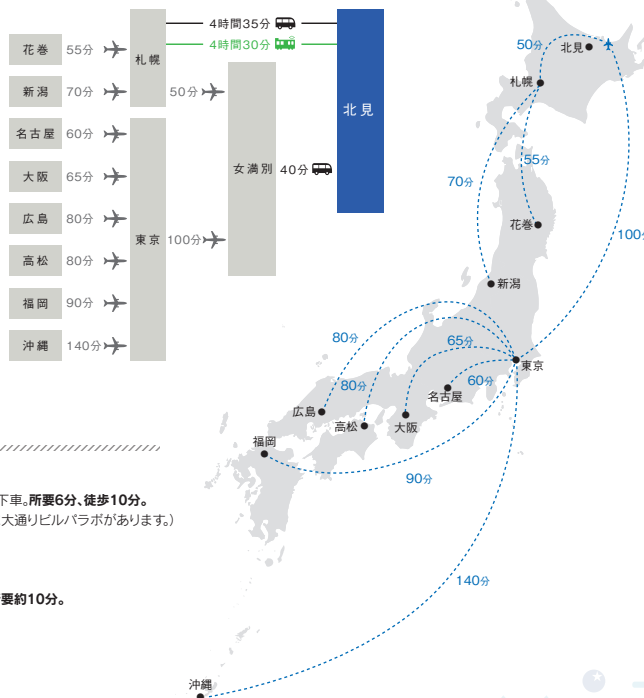 4時間35分
4時間30分
花巻 55分
札幌
新潟 70分
50分
名古屋 60分
大阪 65分
女満別 40分
北見
広島 80分
東京 100分
高松 80分
福岡 90分
沖縄 140分
50分
北見
札幌
55分
70分
花巻
100分
新潟
80分
65分
東京
80分
60分
名古屋
広島
高松
大阪
福岡
90分
140分
沖縄
下車。所要6分、徒歩10分。
大通りビルパラボがあります。）
要約10分。